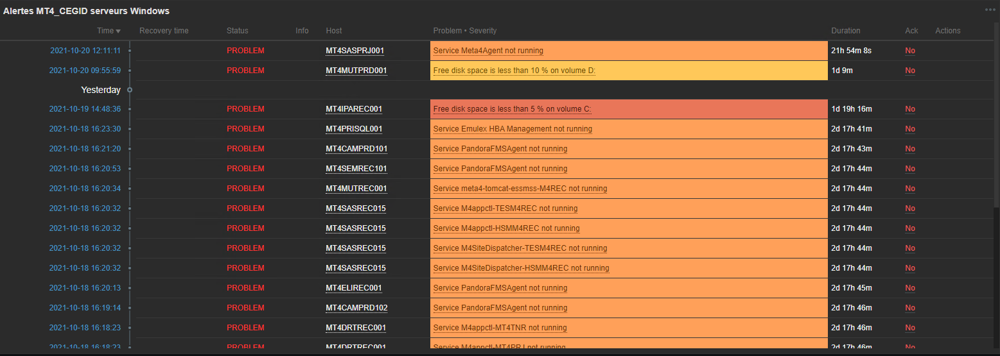 Alertes MT4_CEGID serveurs Windows
Time Recovery time Status Info Host Problem • Severity Duration Ack Actions
2021-10-20 12:11:11 PROBLEM MT4SASPRJ001 Service Meta4Agent not running 21h 54m 8s No
2021-10-20 09:55:59 PROBLEM MT4MUTPRD001 Free disk space is less than 10 % on volume D: 1d 9m No
Yesterday
2021-10-19 14:48:36 PROBLEM MT4IPAREC001 Free disk space is less than 5 % on volume C: 1d 19h 16m No
2021-10-18 16:23:30 PROBLEM MT4PRISQL001 Service Emulex HBA Management not running 2d 17h 41m No
2021-10-18 16:21:20 PROBLEM MT4CAMPRD101 Service PandoraFMSAgent not running 2d 17h 43m No
2021-10-18 16:20:53 PROBLEM MT4SEMREC101 Service PandoraFMSAgent not running 2d 17h 44m No
2021-10-18 16:20:34 PROBLEM MT4MUTREC001 Service meta4-tomcat-essmss-M4REC not running 2d 17h 44m No
2021-10-18 16:20:32 PROBLEM MT4SASREC015 Service M4appctl-TESM4REC not running 2d 17h 44m No
2021-10-18 16:20:32 PROBLEM MT4SASREC015 Service M4appctl-HSMM4REC not running 2d 17h 44m No
2021-10-18 16:20:32 PROBLEM MT4SASREC015 Service M4SiteDispatcher-TESM4REC not running 2d 17h 44m No
2021-10-18 16:20:32 PROBLEM MT4SASREC015 Service M4SiteDispatcher-HSMM4REC not running 2d 17h 44m No
2021-10-18 16:20:13 PROBLEM MT4ELIREC001 Service PandoraFMSAgent not running 2d 17h 45m No
2021-10-18 16:19:14 PROBLEM MT4CAMPRD102 Service PandoraFMSAgent not running 2d 17h 46m No
2021-10-18 16:18:23 PROBLEM MT4DRTREC001 Service M4appctl-MT4TNR not running 2d 17h 46m No
2021-10-18 16:18:23 PROBLEM MT4DRTREC001 Service M4appctl-MT4PRJ not running 2d 17h 46m No